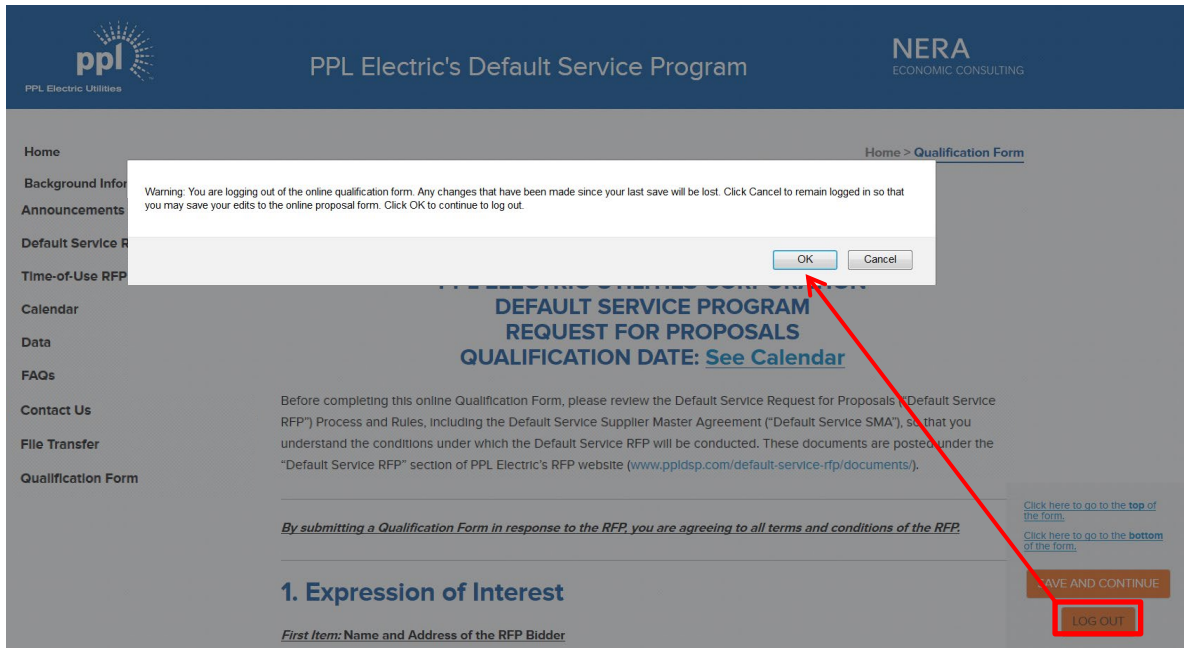 ppl
PPL Electric Utilities
PPL Electric's Default Service Program
NERA
ECONOMIC CONSULTING
Home
Home > Qualification Form
Background Infor
Warning: You are logging out of the online qualification form. Any changes that have been made since your last save will be lost. Click Cancel to remain logged in so that
you may save your edits to the online proposal form. Click OK to continue to log out.
Announcements
Default Service R
OK
Cancel
Time-of-Use RFP
PPL ELECTRIC UTILITIES CORPORATION
Calendar
DEFAULT SERVICE PROGRAM
REQUEST FOR PROPOSALS
Data
QUALIFICATION DATE: See Calendar
FAQs
Contact Us
File Transfer
Qualification Form
Before completing this online Qualification Form, please review the Default Service Request for Proposals ("Default Service
RFP") Process and Rules, including the Default Service Supplier Master Agreement ("Default Service SMA"), so that you
understand the conditions under which the Default Service RFP will be conducted. These documents are posted under the
"Default Service RFP" section of PPL Electric's RFP website (www.ppldsp.com/default-service-rfp/documents/).
By submitting a Qualification Form in response to the RFP, you are agreeing to all terms and conditions of the RFP.
Click here to go to the top of
the form.
Click here to go to the bottom
of the form.
SAVE AND CONTINUE
LOG OUT
1. Expression of Interest
First Item: Name and Address of the RFP Bidder